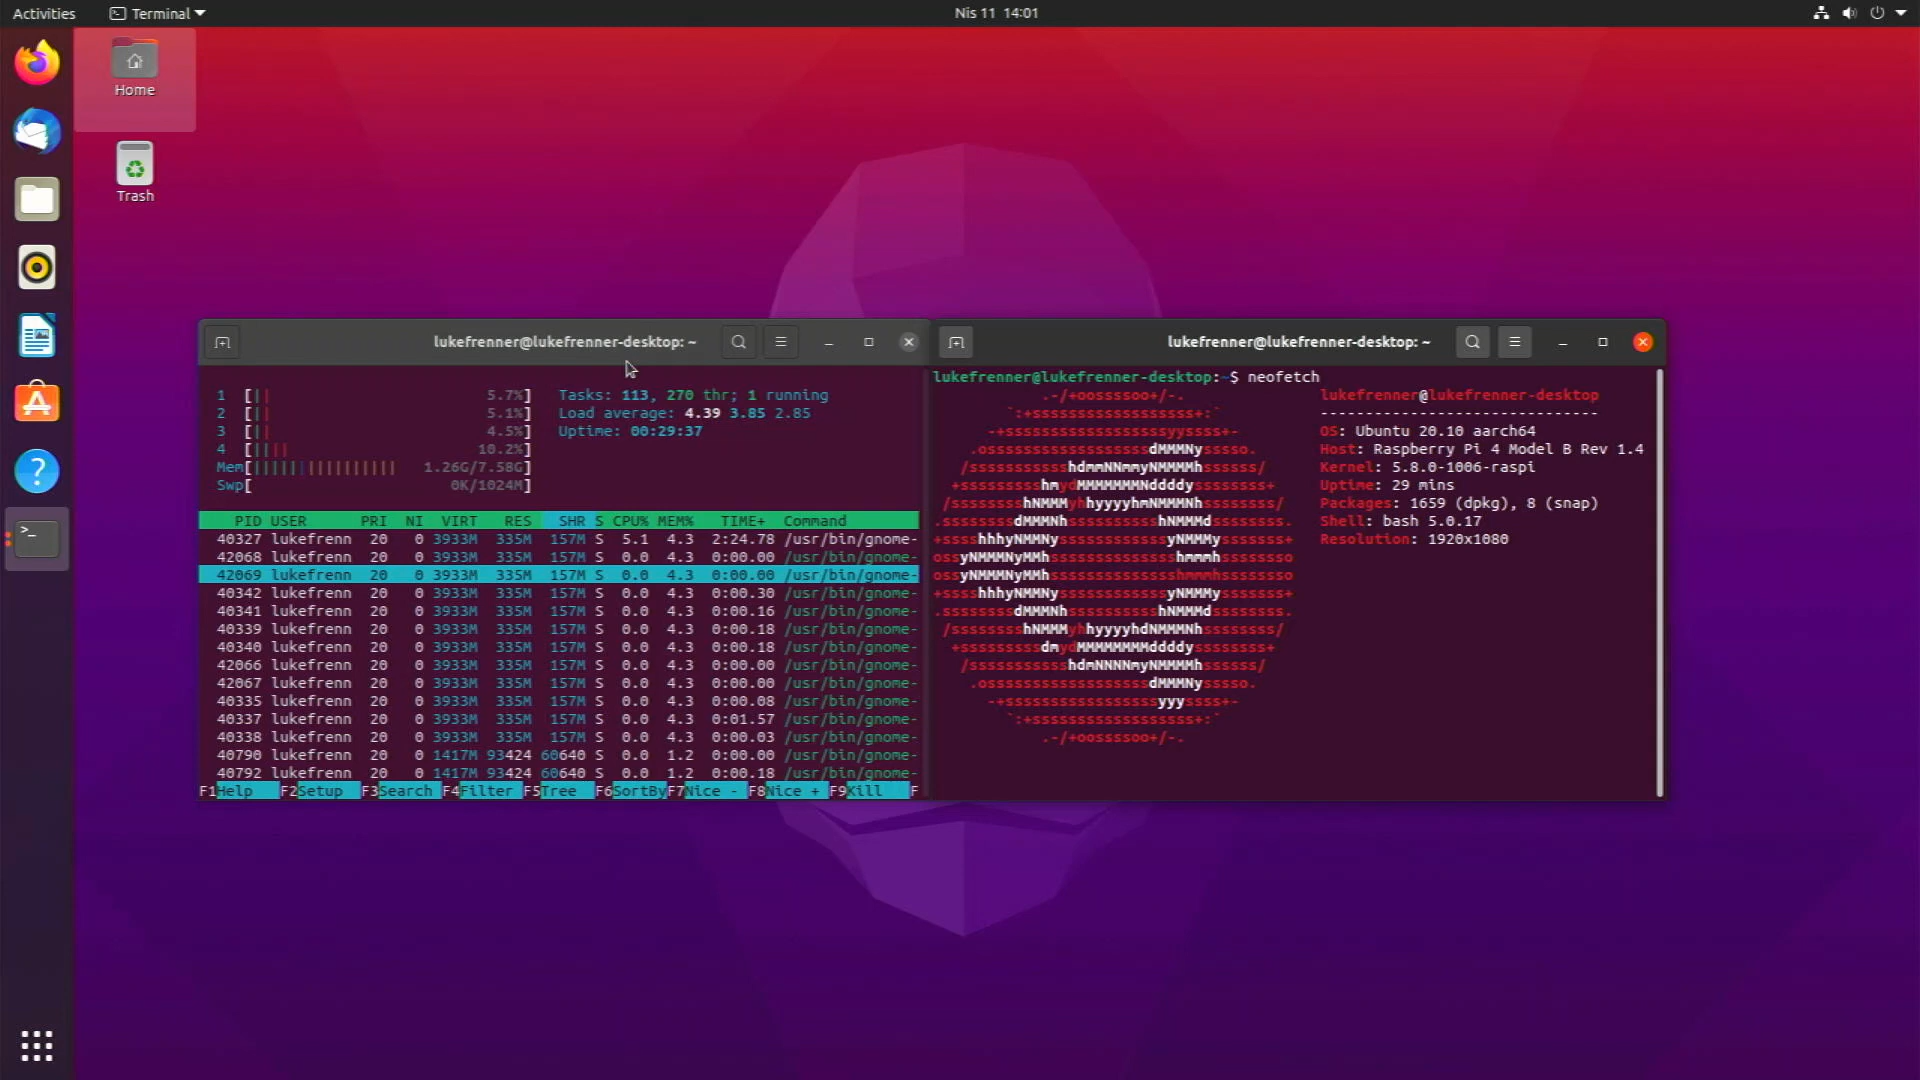 Activities
Terminal
Nis 11 14:01
Home
Trash
lukefrenner@lukefrenner-desktop: ~
1 [|| 5.7%]
2 [|| 5.1%]
3 [|| 4.5%]
4 [|||| 10.2%]
Mem[|||||||||||||||| 1.26G/7.58G]
Swp[ 0K/1024M]
Tasks: 113, 270 thr; 1 running
Load average: 4.39 3.85 2.85
Uptime: 00:29:37
PID USER PRI NI VIRT RES SHR S CPU% MEM% TIME+ Command
40327 lukefrenn 20 0 3933M 335M 157M S 5.1 4.3 2:24.78 /usr/bin/gnome-
42068 lukefrenn 20 0 3933M 335M 157M S 0.0 4.3 0:00.00 /usr/bin/gnome-
42069 lukefrenn 20 0 3933M 335M 157M S 0.0 4.3 0:00.00 /usr/bin/gnome-
40342 lukefrenn 20 0 3933M 335M 157M S 0.0 4.3 0:00.30 /usr/bin/gnome-
40341 lukefrenn 20 0 3933M 335M 157M S 0.0 4.3 0:00.16 /usr/bin/gnome-
40339 lukefrenn 20 0 3933M 335M 157M S 0.0 4.3 0:00.18 /usr/bin/gnome-
40340 lukefrenn 20 0 3933M 335M 157M S 0.0 4.3 0:00.18 /usr/bin/gnome-
42066 lukefrenn 20 0 3933M 335M 157M S 0.0 4.3 0:00.00 /usr/bin/gnome-
42067 lukefrenn 20 0 3933M 335M 157M S 0.0 4.3 0:00.00 /usr/bin/gnome-
40335 lukefrenn 20 0 3933M 335M 157M S 0.0 4.3 0:00.08 /usr/bin/gnome-
40337 lukefrenn 20 0 3933M 335M 157M S 0.0 4.3 0:01.57 /usr/bin/gnome-
40338 lukefrenn 20 0 3933M 335M 157M S 0.0 4.3 0:00.03 /usr/bin/gnome-
40790 lukefrenn 20 0 1417M 93424 60640 S 0.0 1.2 0:00.00 /usr/bin/gnome-
40792 lukefrenn 20 0 1417M 93424 60640 S 0.0 1.2 0:00.18 /usr/bin/gnome-
F1Help F2Setup F3Search F4Filter F5Tree F6SortByF7Nice - F8Nice + F9Kill F
lukefrenner@lukefrenner-desktop: ~
lukefrenner@lukefrenner-desktop:~$ neofetch
lukefrenner@lukefrenner-desktop
-------------------------------
OS: Ubuntu 20.10 aarch64
Host: Raspberry Pi 4 Model B Rev 1.4
Kernel: 5.8.0-1006-raspi
Uptime: 29 mins
Packages: 1659 (dpkg), 8 (snap)
Shell: bash 5.0.17
Resolution: 1920x1080